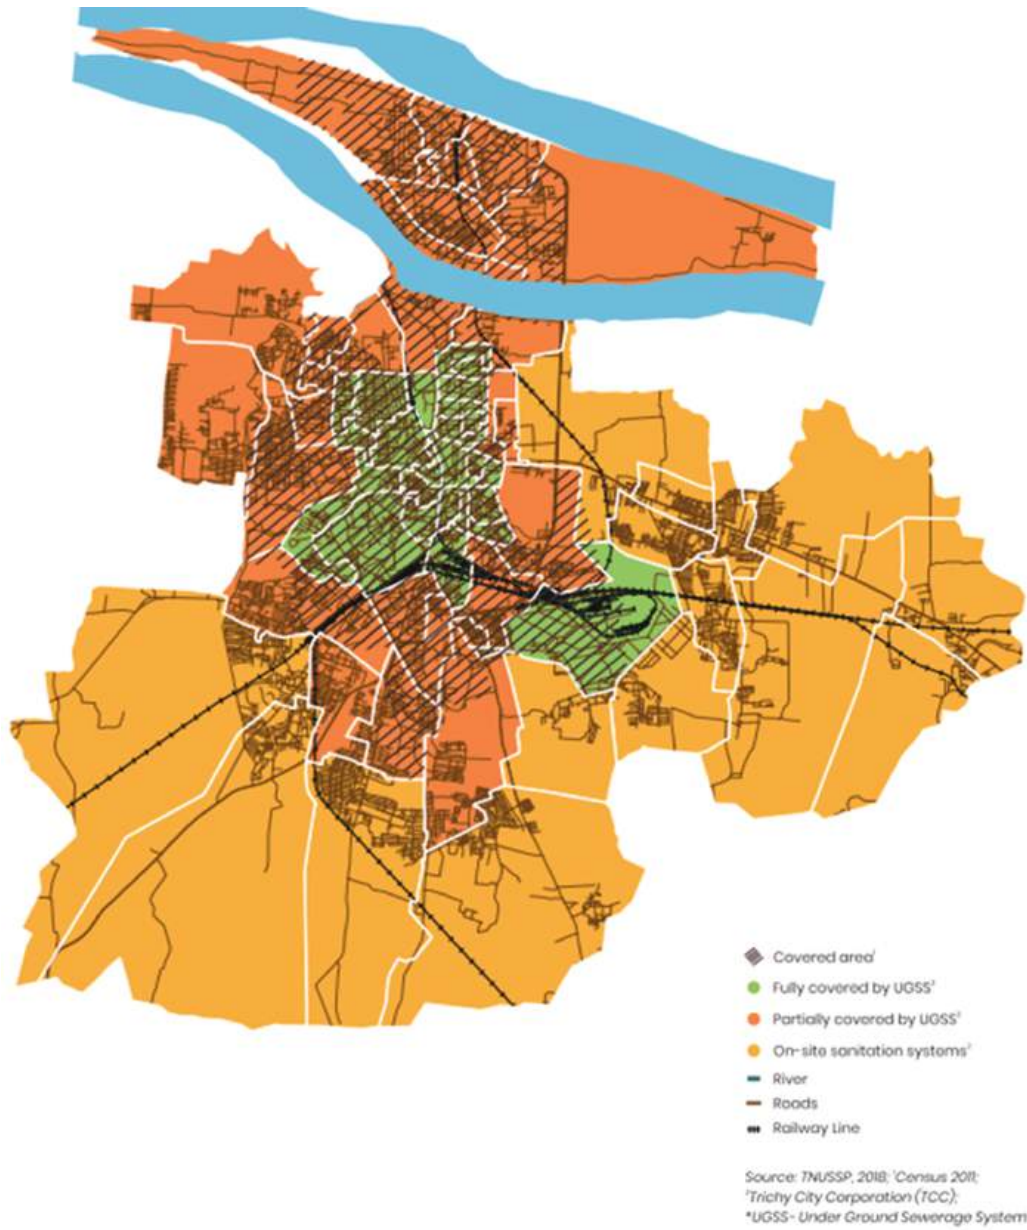 Covered area¹
Fully covered by UGSS²
Partially covered by UGSS²
On-site sanitation systems²
River
Roads
Railway Line
Source: TNUSSP, 2018; ¹Census 2011;
²Trichy City Corporation (TCC);
*UGSS- Under Ground Sewerage System